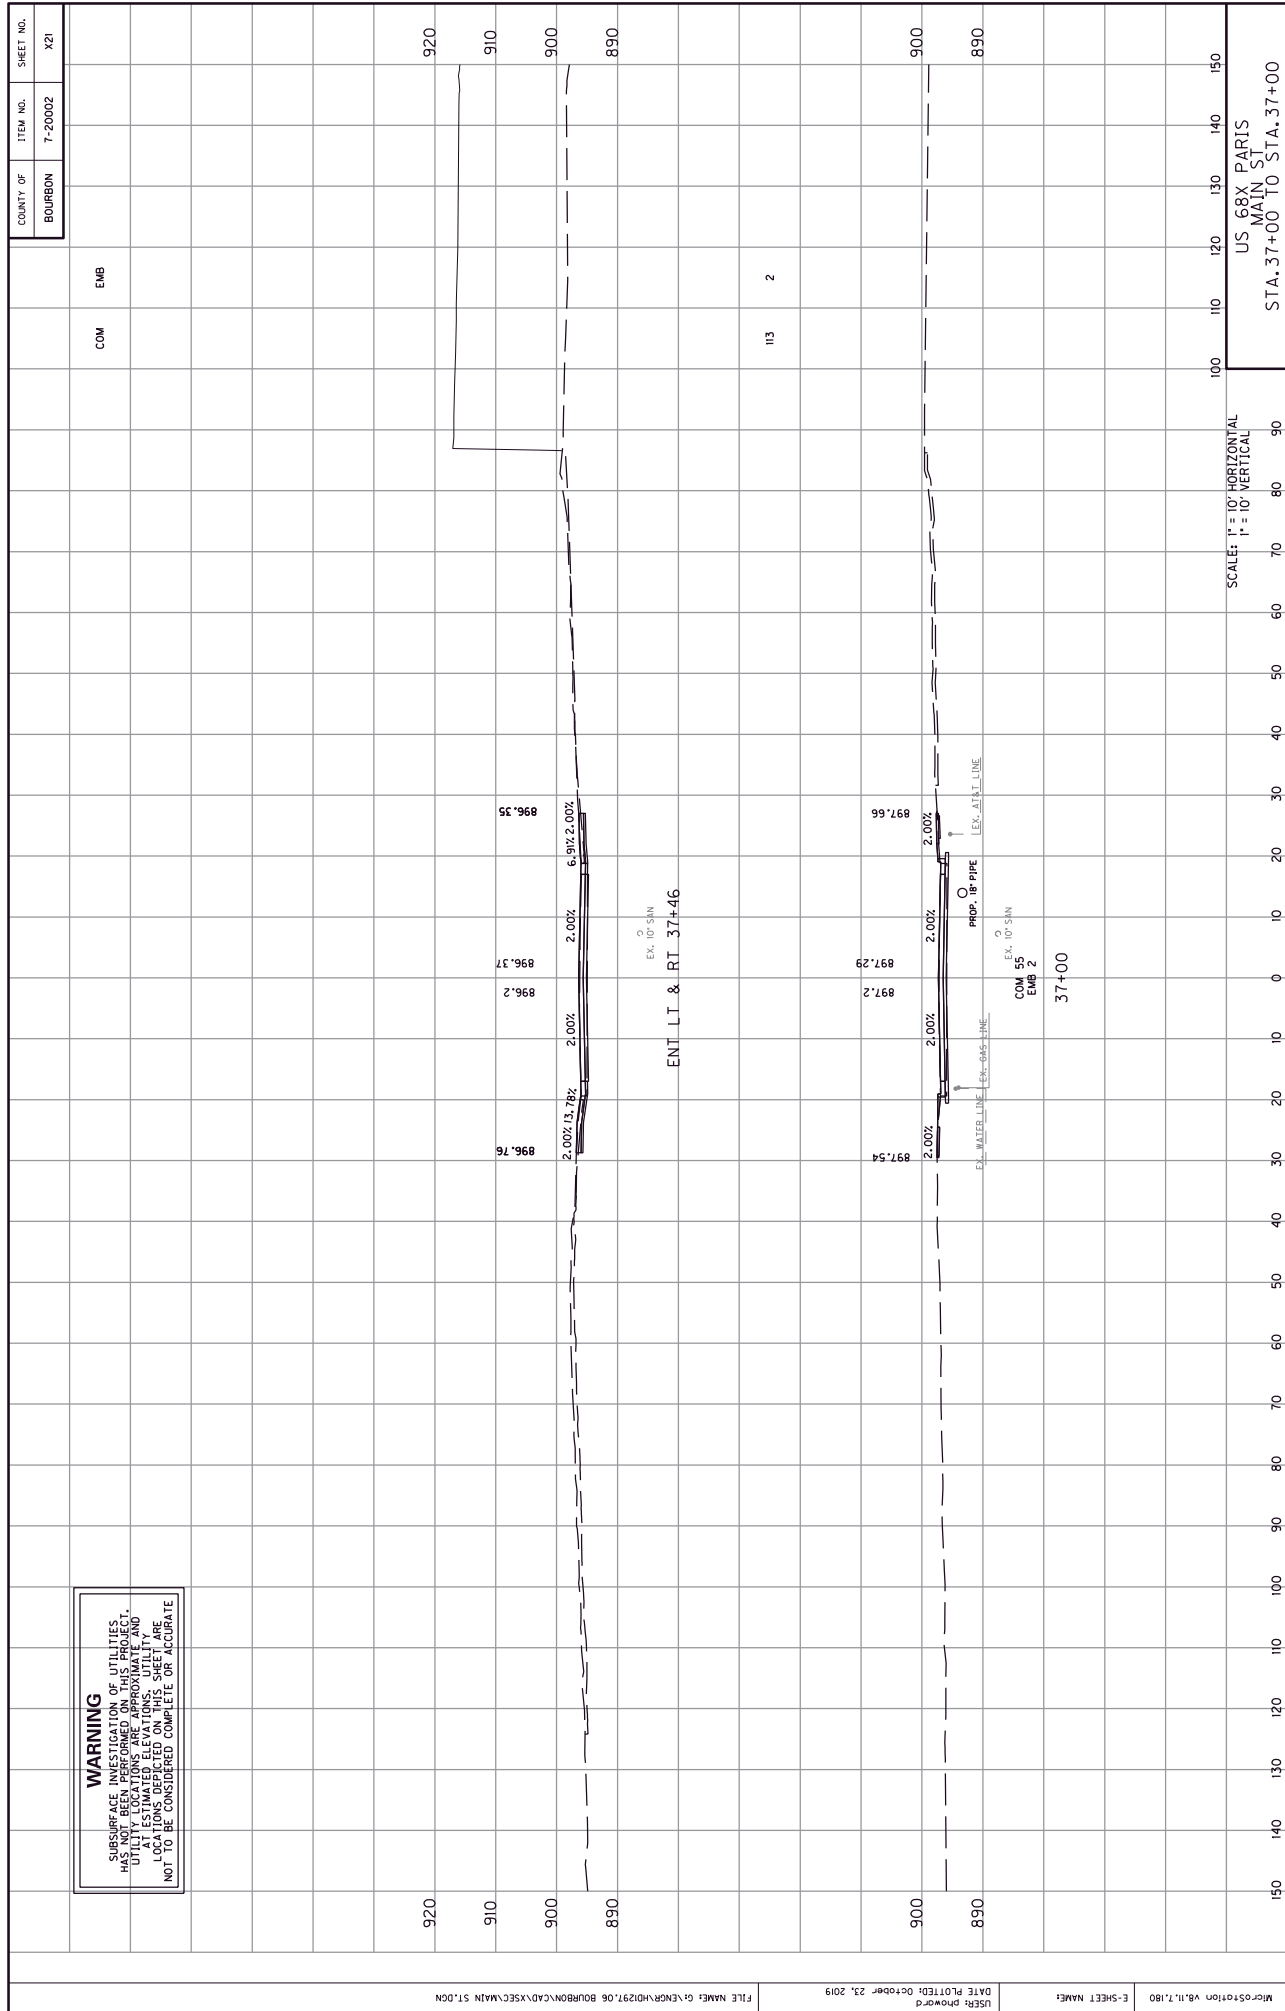 COUNTY OF
ITEM NO.
SHEET NO.
BOURBON
7-20002
X21
COM
EMB
WARNING
SUBSURFACE INVESTIGATION OF UTILITIES
HAS NOT BEEN PERFORMED ON THIS PROJECT.
UTILITY LOCATIONS ARE APPROXIMATE AND
AT ESTIMATED ELEVATIONS. UTILITY
LOCATIONS DEPICTED ON THIS SHEET ARE
NOT TO BE CONSIDERED COMPLETE OR ACCURATE
920
920
910
910
900
900
890
890
896.76
896.2
896.37
896.35
2.00%
13.78%
2.00%
2.00%
6.91%
2.00%
EX. 10" SAN
ENT LT & RT 37+46
113
2
897.54
897.2
897.29
897.66
900
900
2.00%
2.00%
2.00%
2.00%
890
890
EX. WATER LINE
EX. GAS LINE
PROP. 18" PIPE
EX. AT&T LINE
EX. 10" SAN
COM 55
EMB 2
37+00
100
110
120
130
140
150
SCALE: 1" = 10' HORIZONTAL
1" = 10' VERTICAL
US 68X PARIS
MAIN ST
STA. 37+00 TO STA. 37+00
150
140
130
120
110
100
90
80
70
60
50
40
30
20
10
0
10
20
30
40
50
60
70
80
90
FILE NAME: G:\ENGR\HD1297.06 BOURBON\CAD\XSEC\MAIN ST.DGN
DATE PLOTTED: October 23, 2019
USER: phoward
E-SHEET NAME:
MicroStation v8.11.7.180